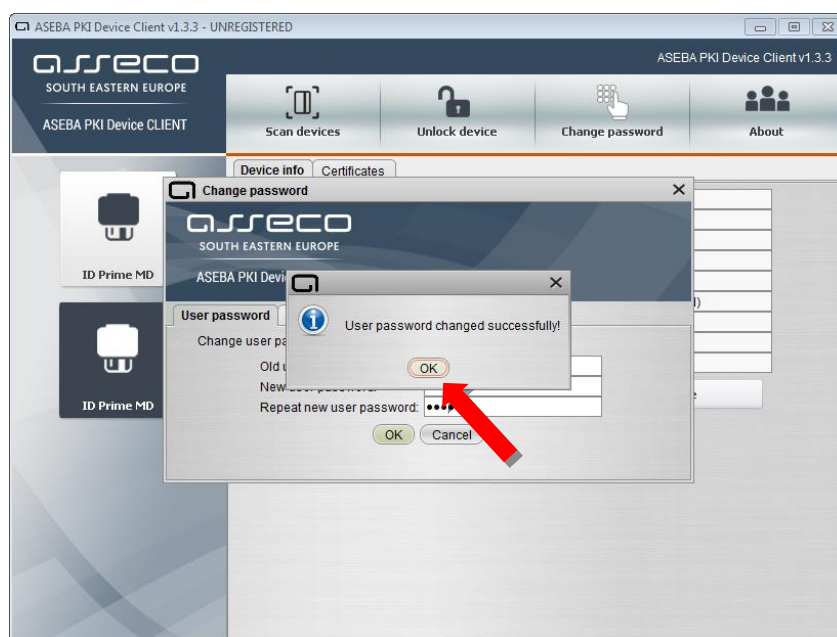 ASEBA PKI Device Client v1.3.3 - UNREGISTERED
asseco
SOUTH EASTERN EUROPE
ASEBA PKI Device CLIENT
ASEBA PKI Device Client v1.3.3
Scan devices
Unlock device
Change password
About
Device info
Certificates
ID Prime MD
ID Prime MD
Change password
asseco
SOUTH EASTERN EUROPE
ASEBA PKI Devi
User password
Change user pa
Old
New
Repeat new user password:
OK
Cancel
User password changed successfully!
OK